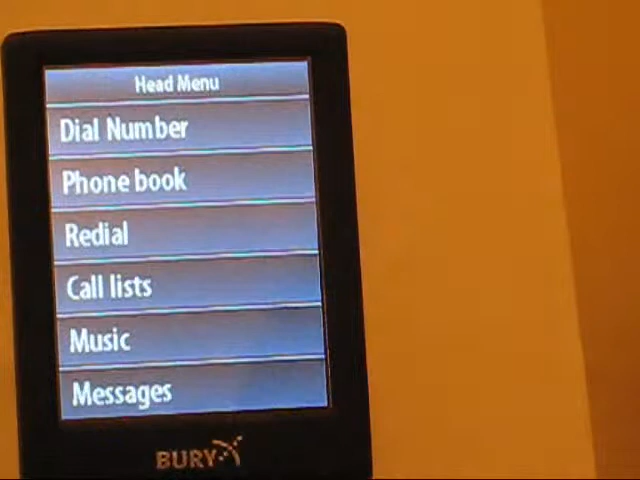 Head Menu
Dial Number
Phone book
Redial
Call lists
Music
Messages
BURY